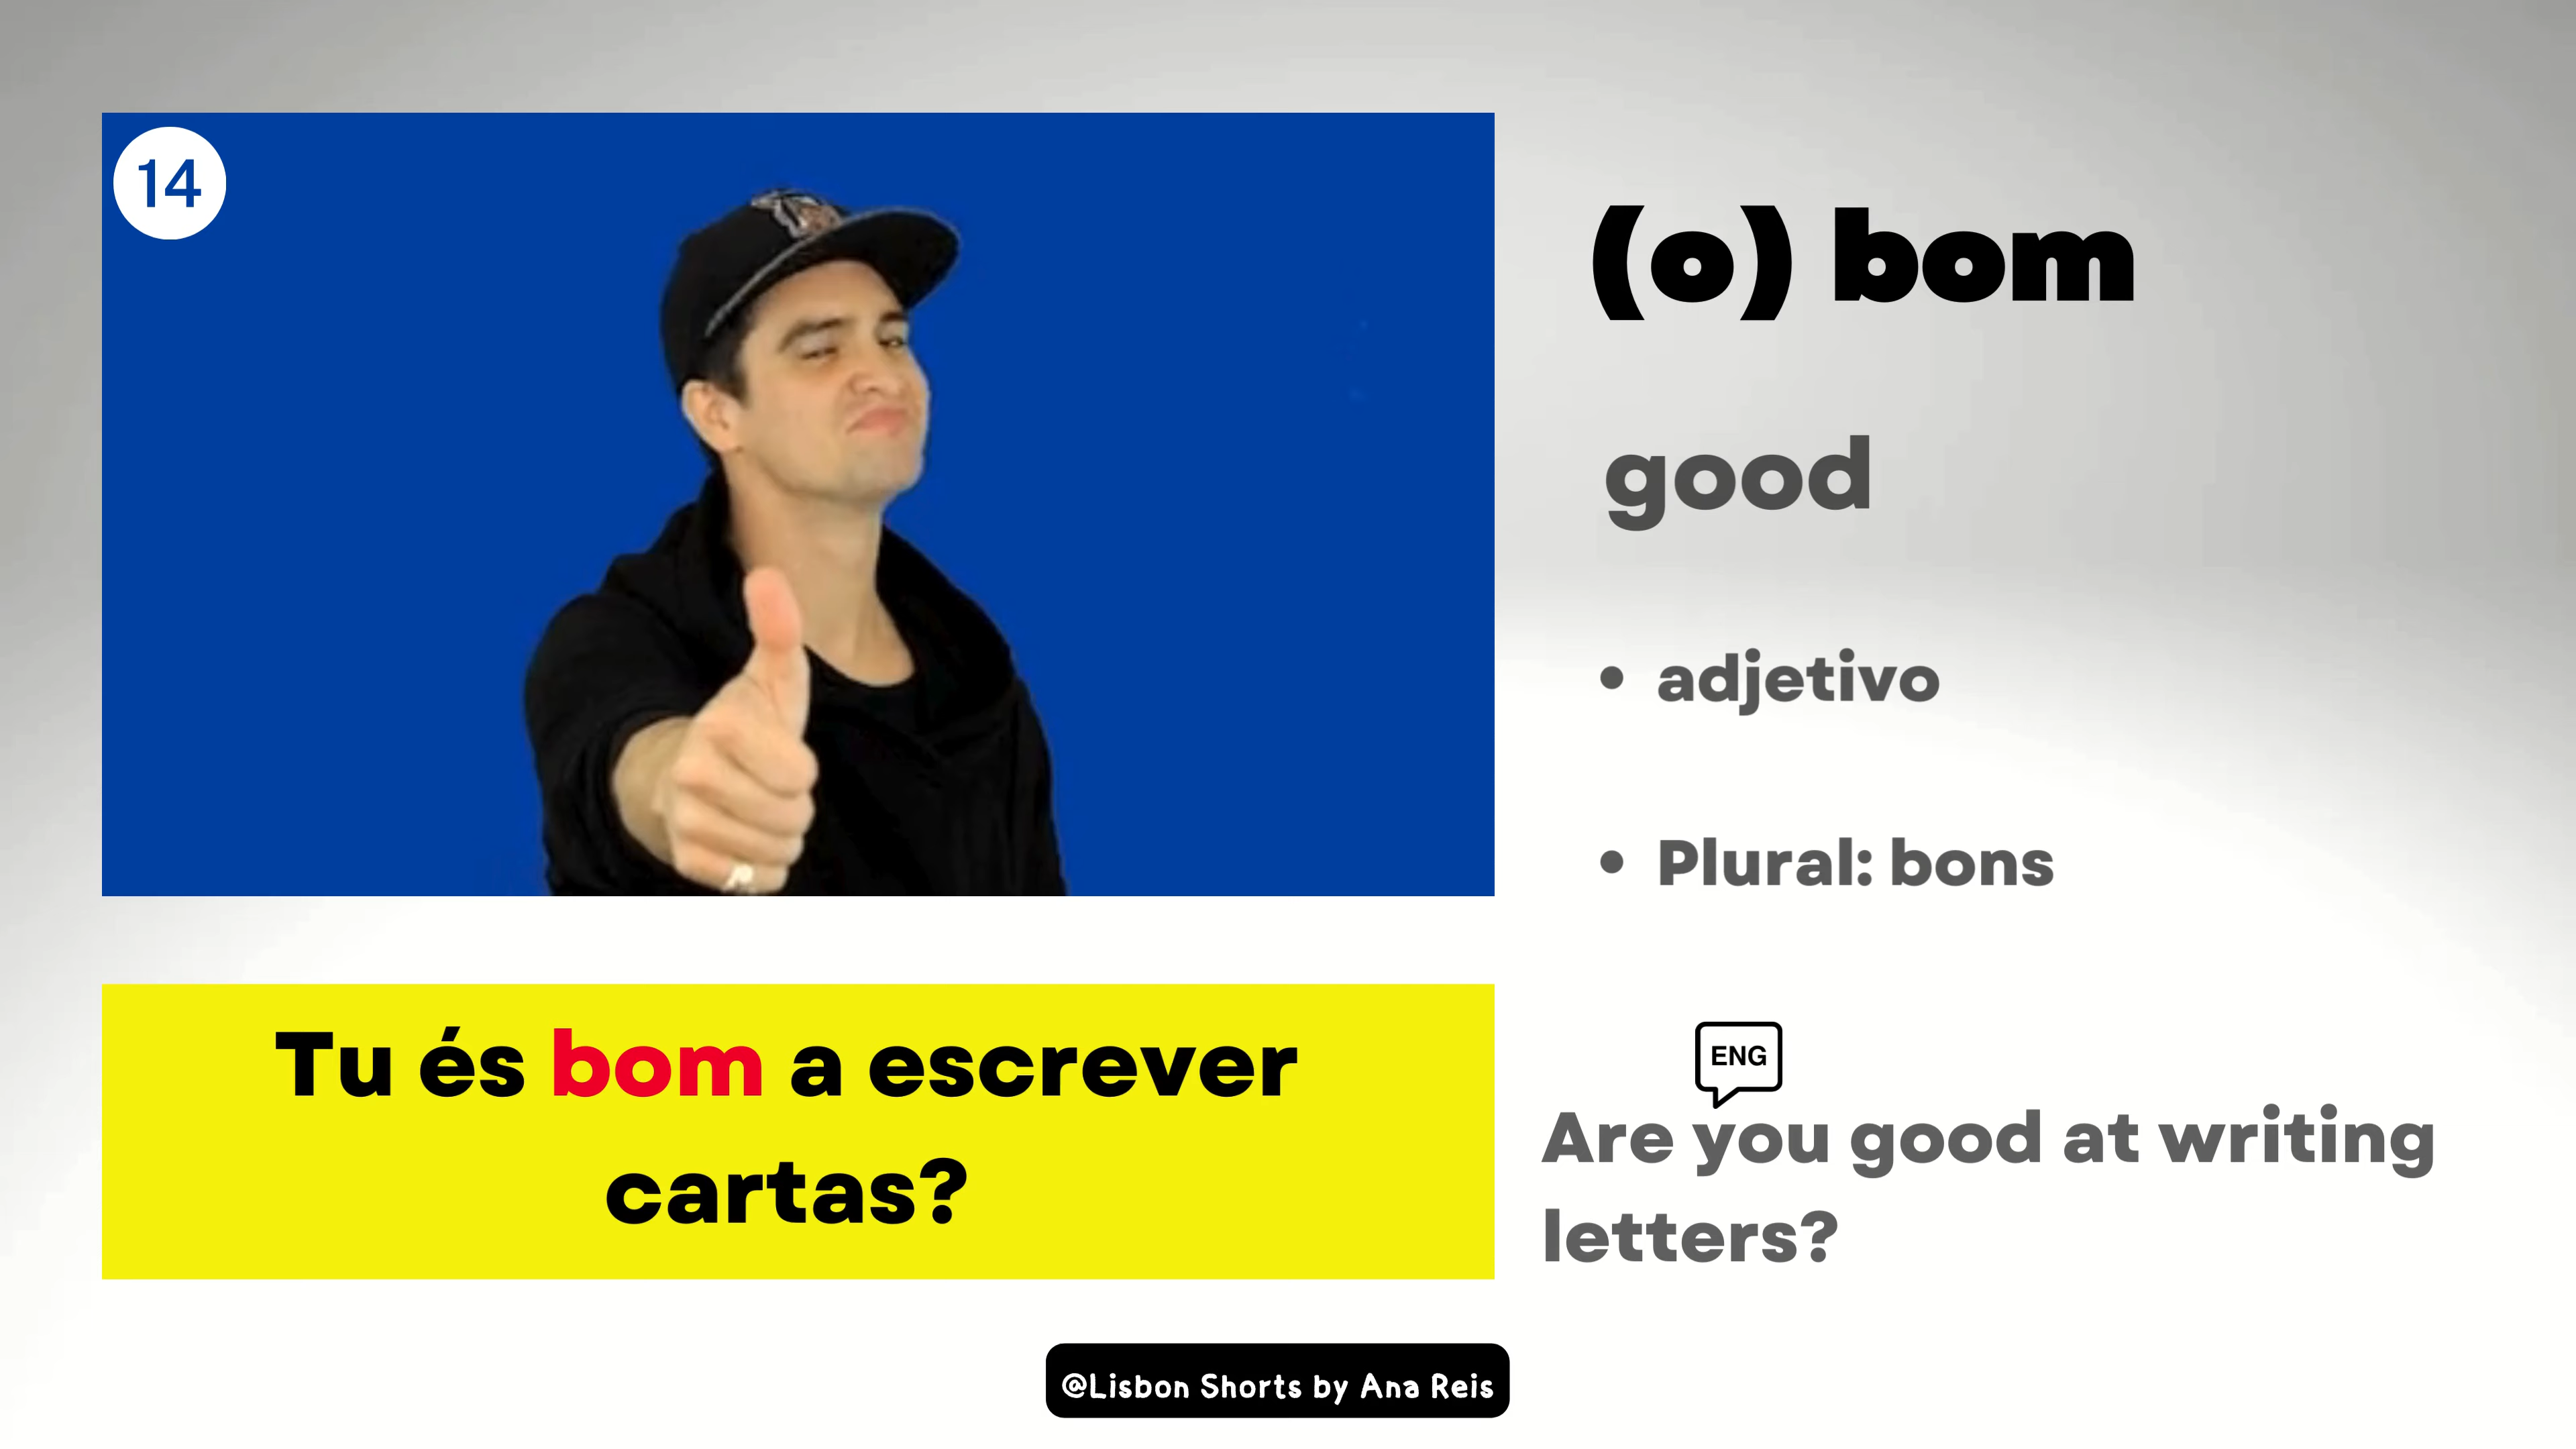 14
(o) bom
good
• adjetivo
• Plural: bons
Tu és bom a escrever
cartas?
ENG
Are you good at writing
letters?
@Lisbon Shorts by Ana Reis